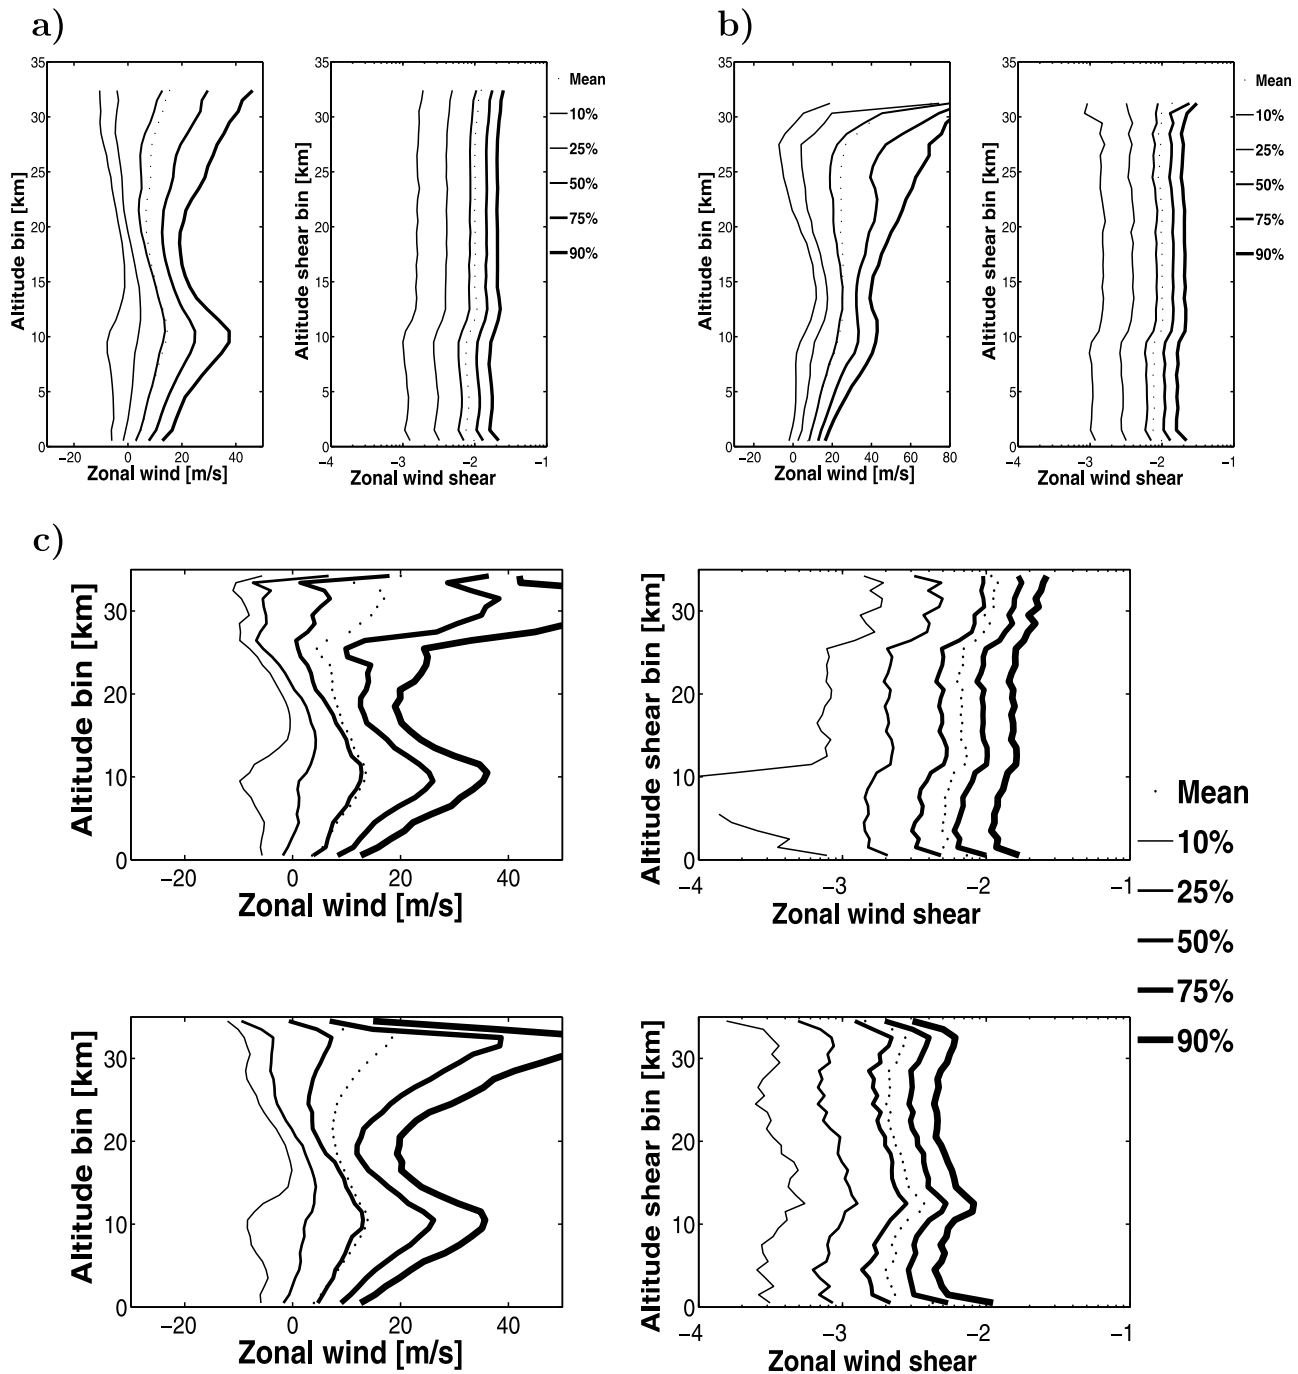 a)
35
30
25
20
15
10
5
0
Altitude bin [km]
−20 0 20 40
Zonal wind [m/s]
35
30
25
20
15
10
5
0
Altitude shear bin [km]
−4 −3 −2 −1
Zonal wind shear
Mean
10%
25%
50%
75%
90%
b)
35
30
25
20
15
10
5
0
Altitude bin [km]
−20 0 20 40 60 80
Zonal wind [m/s]
35
30
25
20
15
10
5
0
Altitude shear bin [km]
−4 −3 −2 −1
Zonal wind shear
Mean
10%
25%
50%
75%
90%
c)
30
20
10
0
Altitude bin [km]
−20 0 20 40
Zonal wind [m/s]
30
20
10
0
Altitude shear bin [km]
−4 −3 −2 −1
Zonal wind shear
Mean
10%
25%
50%
75%
90%
30
20
10
0
Altitude bin [km]
−20 0 20 40
Zonal wind [m/s]
30
20
10
0
Altitude shear bin [km]
−4 −3 −2 −1
Zonal wind shear